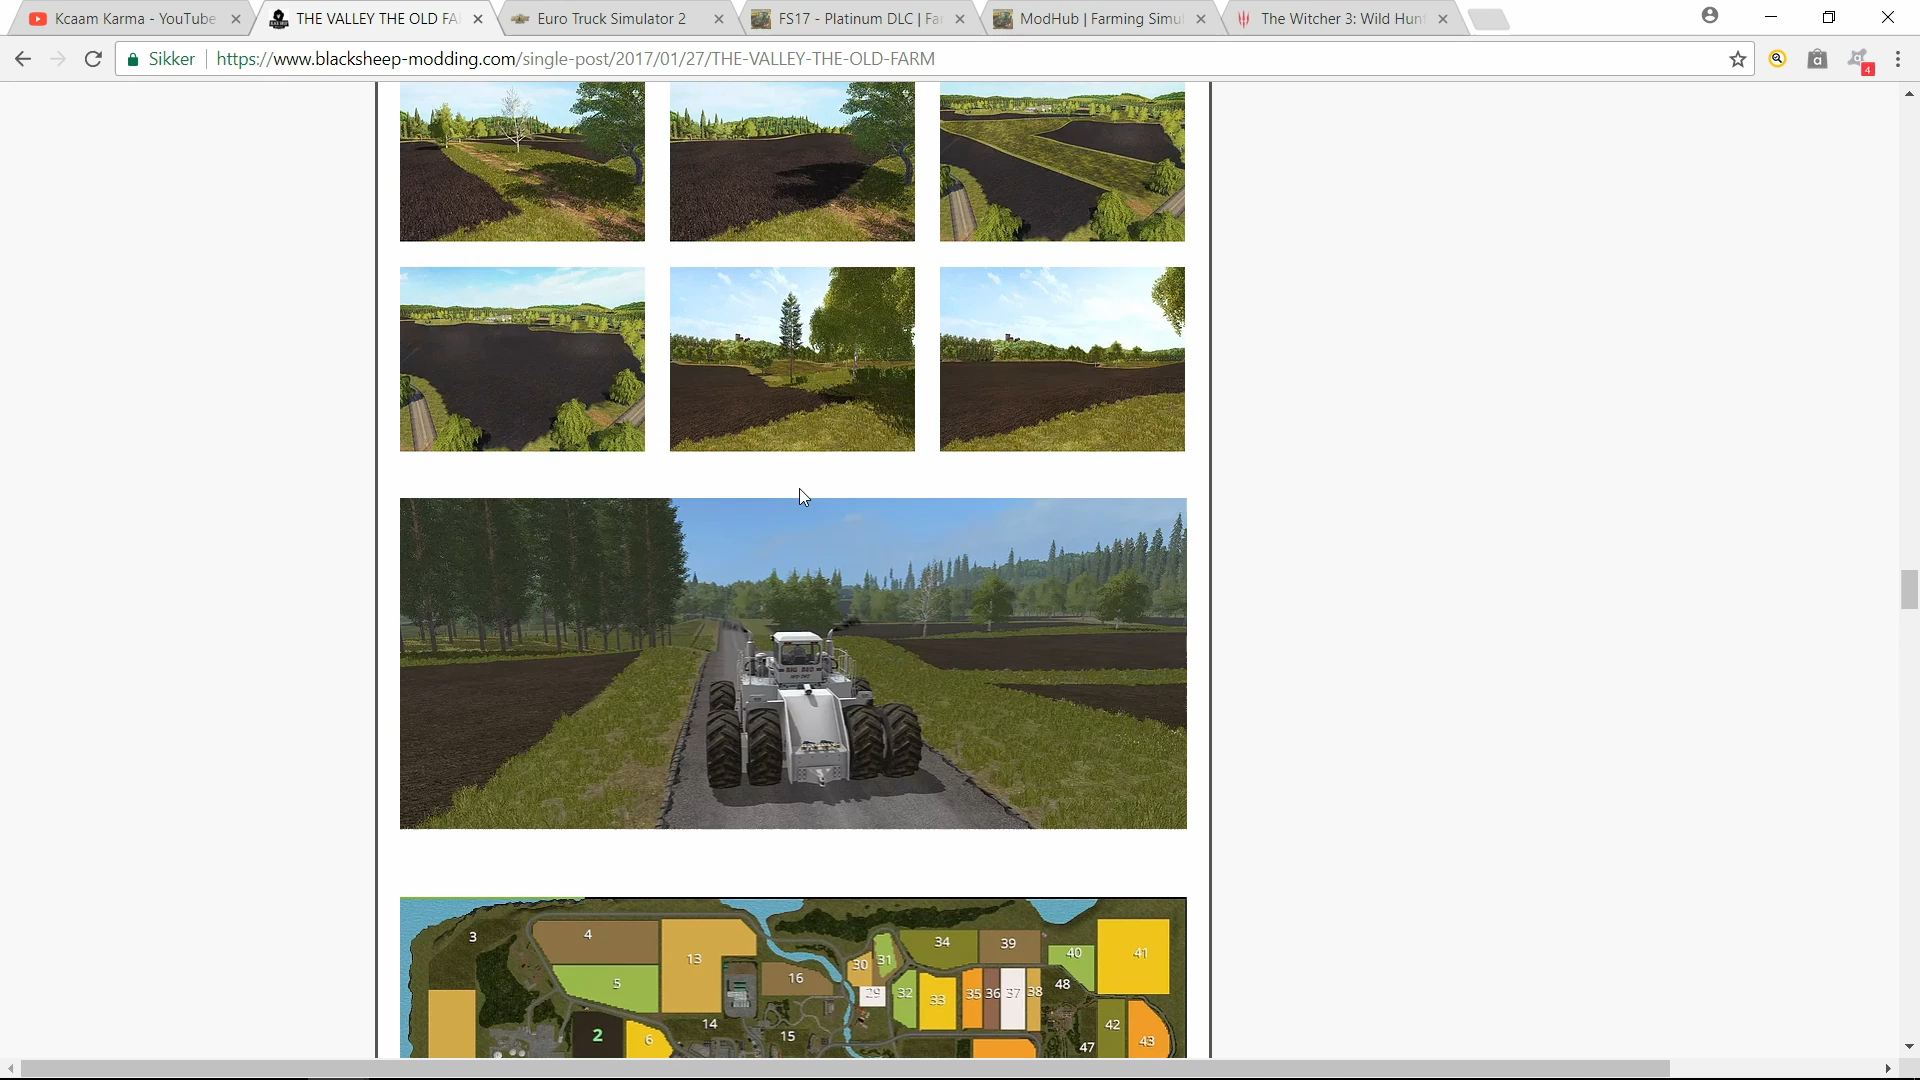 Kcaam Karma - YouTube
THE VALLEY THE OLD FA
Euro Truck Simulator 2
FS17 - Platinum DLC | Fa
ModHub | Farming Simul
The Witcher 3: Wild Hun
Sikker
https://www.blacksheep-modding.com/single-post/2017/01/27/THE-VALLEY-THE-OLD-FARM
4
BIG BUD
3 4 13 34 39 40 41
5 16 30 31
29 32 33 35 36 37 38 48
2 6 14 15 42 43 47